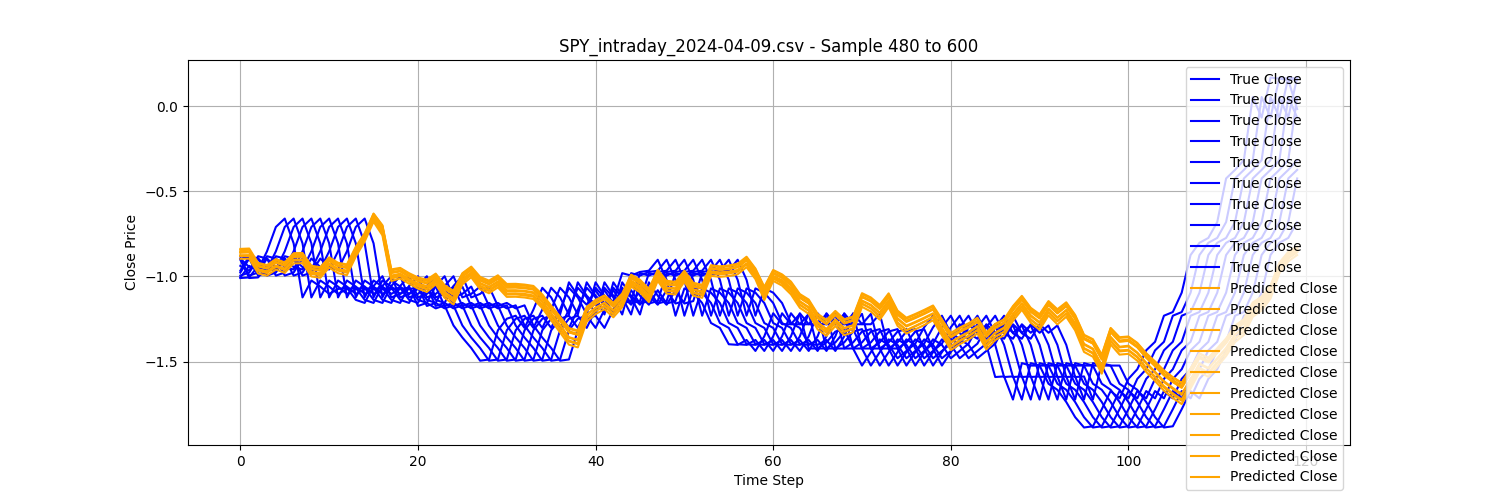 SPY_intraday_2024-04-09.csv - Sample 480 to 600
Close Price
0.0
−0.5
−1.0
−1.5
0
20
40
60
80
100
120
Time Step
True Close
True Close
True Close
True Close
True Close
True Close
True Close
True Close
True Close
True Close
Predicted Close
Predicted Close
Predicted Close
Predicted Close
Predicted Close
Predicted Close
Predicted Close
Predicted Close
Predicted Close
Predicted Close